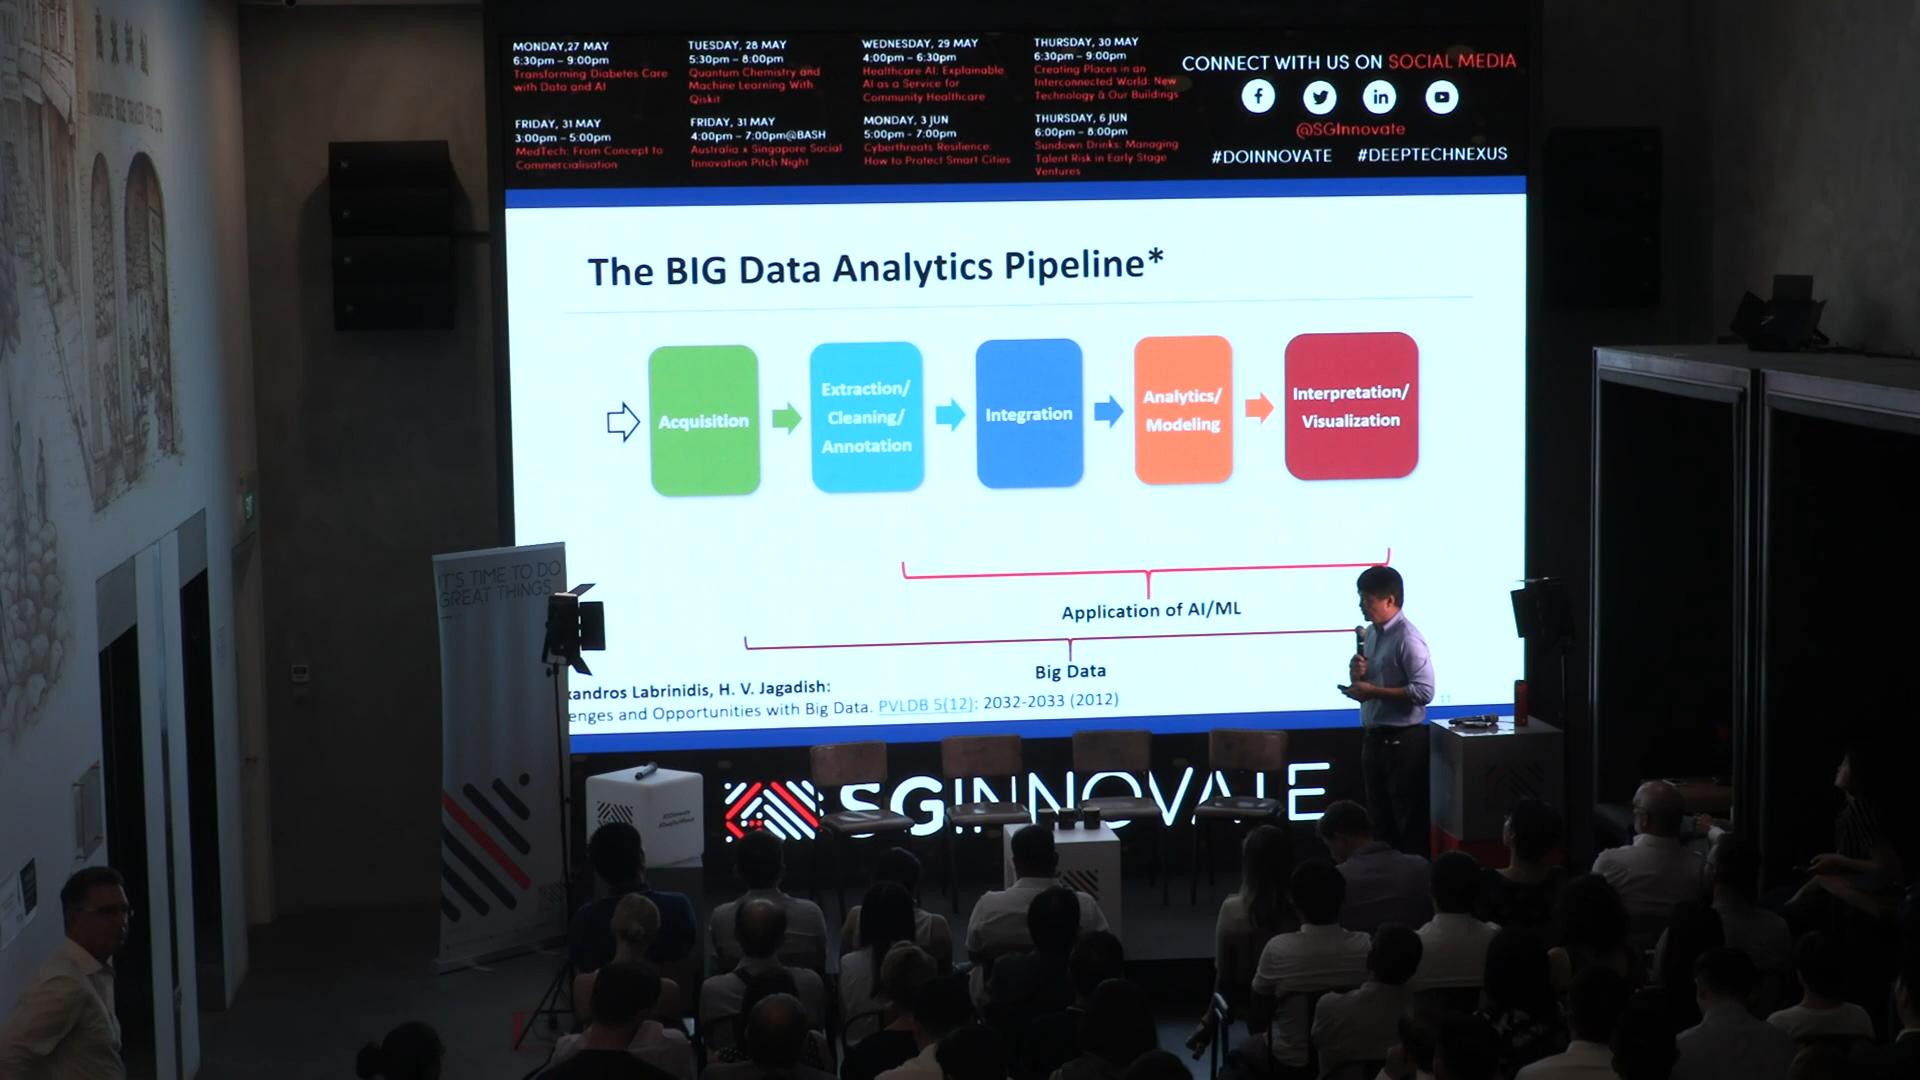 MONDAY,27 MAY
6:30pm – 9:00pm
Transforming Diabetes Care
with Data and AI
TUESDAY, 28 MAY
5:30pm – 8:00pm
Quantum Chemistry and
Machine Learning With
Qiskit
WEDNESDAY, 29 MAY
4:00pm – 6:30pm
Healthcare AI: Explainable
AI as a Service for
Community Healthcare
THURSDAY, 30 MAY
6:30pm – 9:00pm
Creating Places in an
Interconnected World: New
Technology & Our Buildings
FRIDAY, 31 MAY
3:00pm – 5:00pm
MedTech: From Concept to
Commercialisation
FRIDAY, 31 MAY
4:00pm – 7:00pm@BASH
Australia x Singapore Social
Innovation Pitch Night
MONDAY, 3 JUN
5:00pm - 7:00pm
Cyberthreats Resilience:
How to Protect Smart Cities
THURSDAY, 6 JUN
6:00pm – 8:00pm
Sundown Drinks: Managing
Talent Risk in Early Stage
Ventures
CONNECT WITH US ON SOCIAL MEDIA
@SGInnovate
#DOINNOVATE #DEEPTECHNEXUS
The BIG Data Analytics Pipeline*
Acquisition
Extraction/
Cleaning/
Annotation
Integration
Analytics/
Modeling
Interpretation/
Visualization
Application of AI/ML
Big Data
xandros Labrinidis, H. V. Jagadish:
enges and Opportunities with Big Data. PVLDB 5(12): 2032-2033 (2012)
11
IT'S TIME TO DO
GREAT THINGS
SGINNOVATE